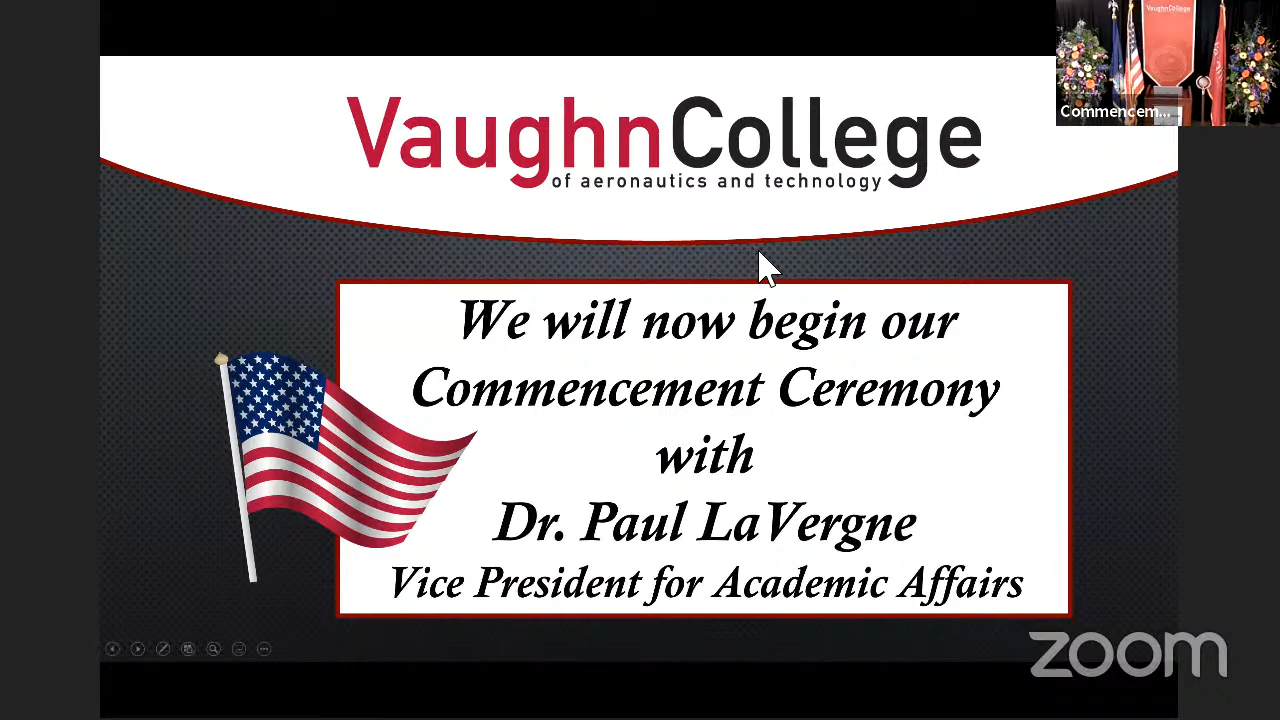 VaughnCollege
Commencem...
VaughnCollege
of aeronautics and technology
We will now begin our
Commencement Ceremony
with
Dr. Paul LaVergne
Vice President for Academic Affairs
zoom